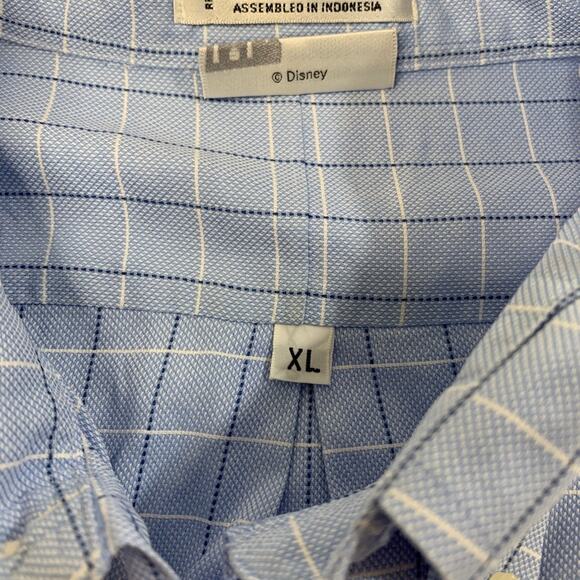 ASSEMBLED IN INDONESIA
© Disney
XL